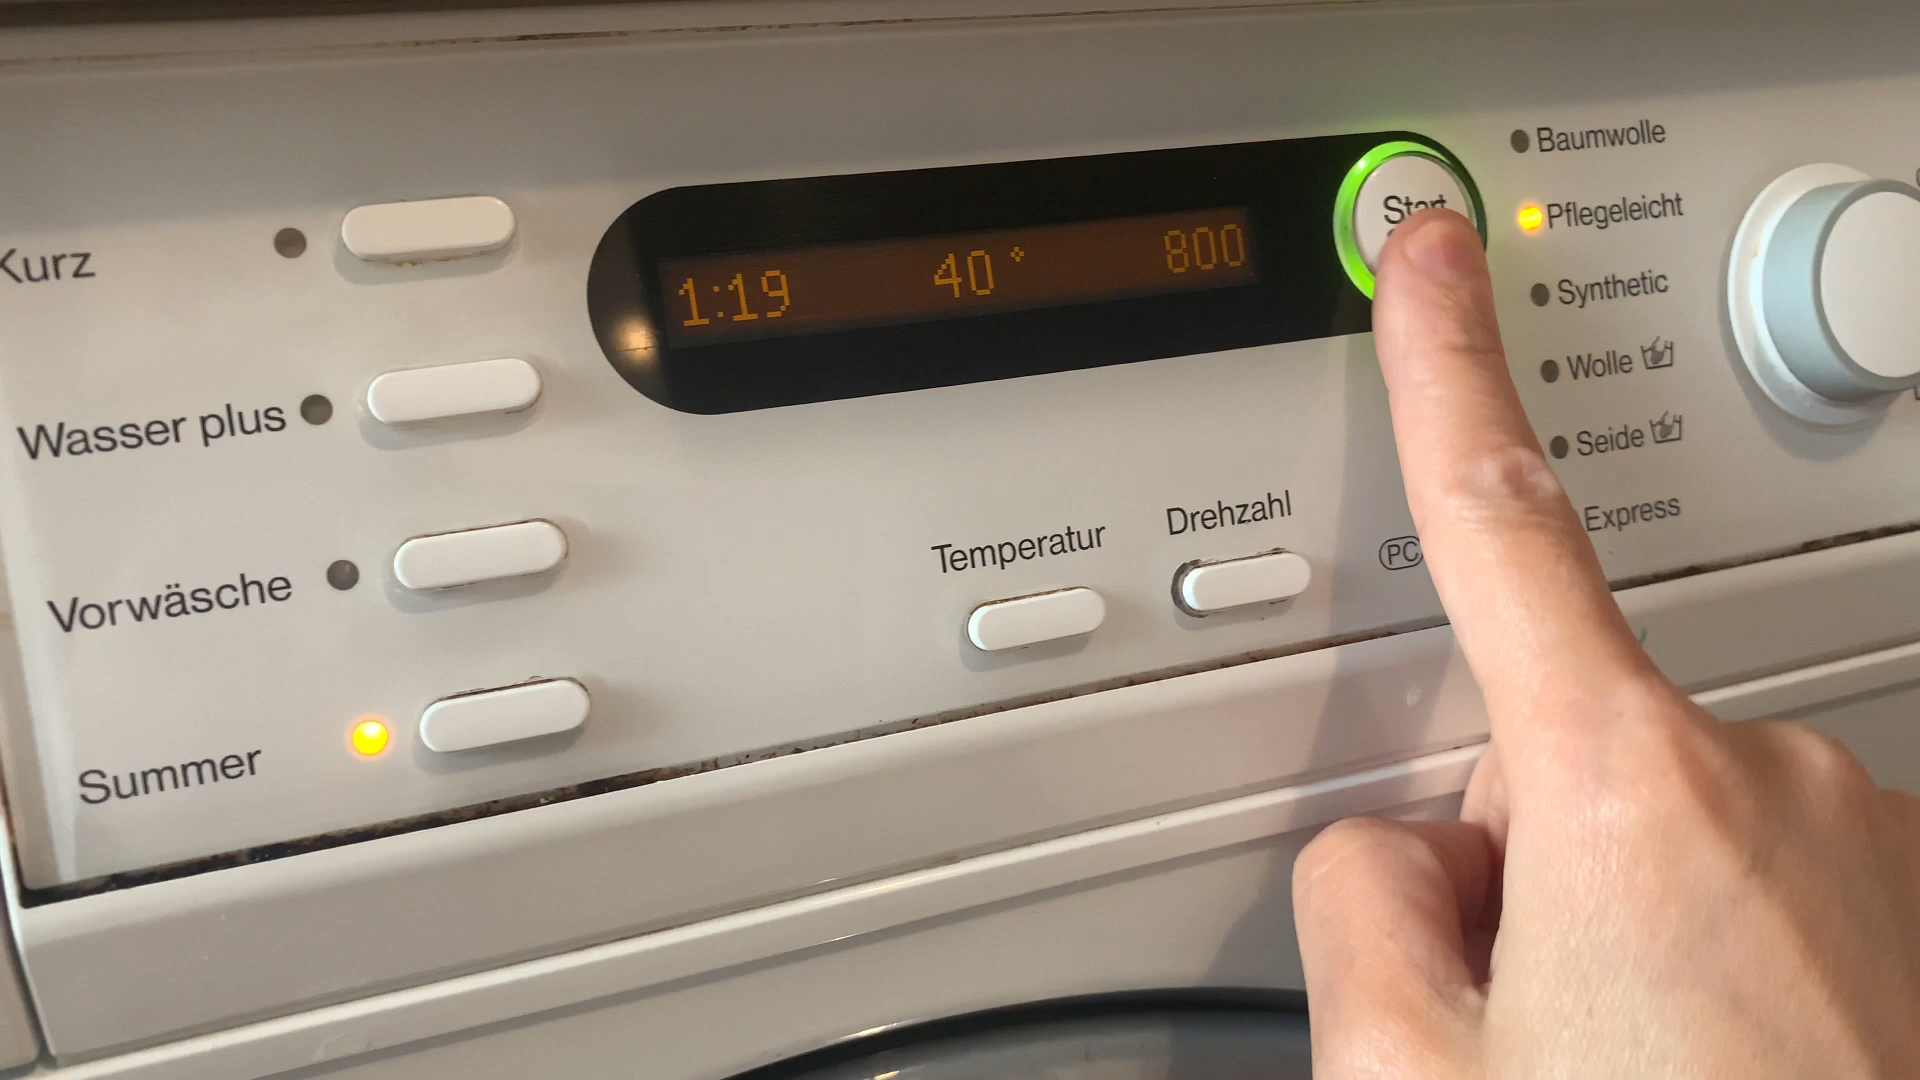 Kurz
Wasser plus
Vorwäsche
Summer
1:19 40° 800
Start
Temperatur
Drehzahl
PC
Baumwolle
Pflegeleicht
Synthetic
Wolle
Seide
Express